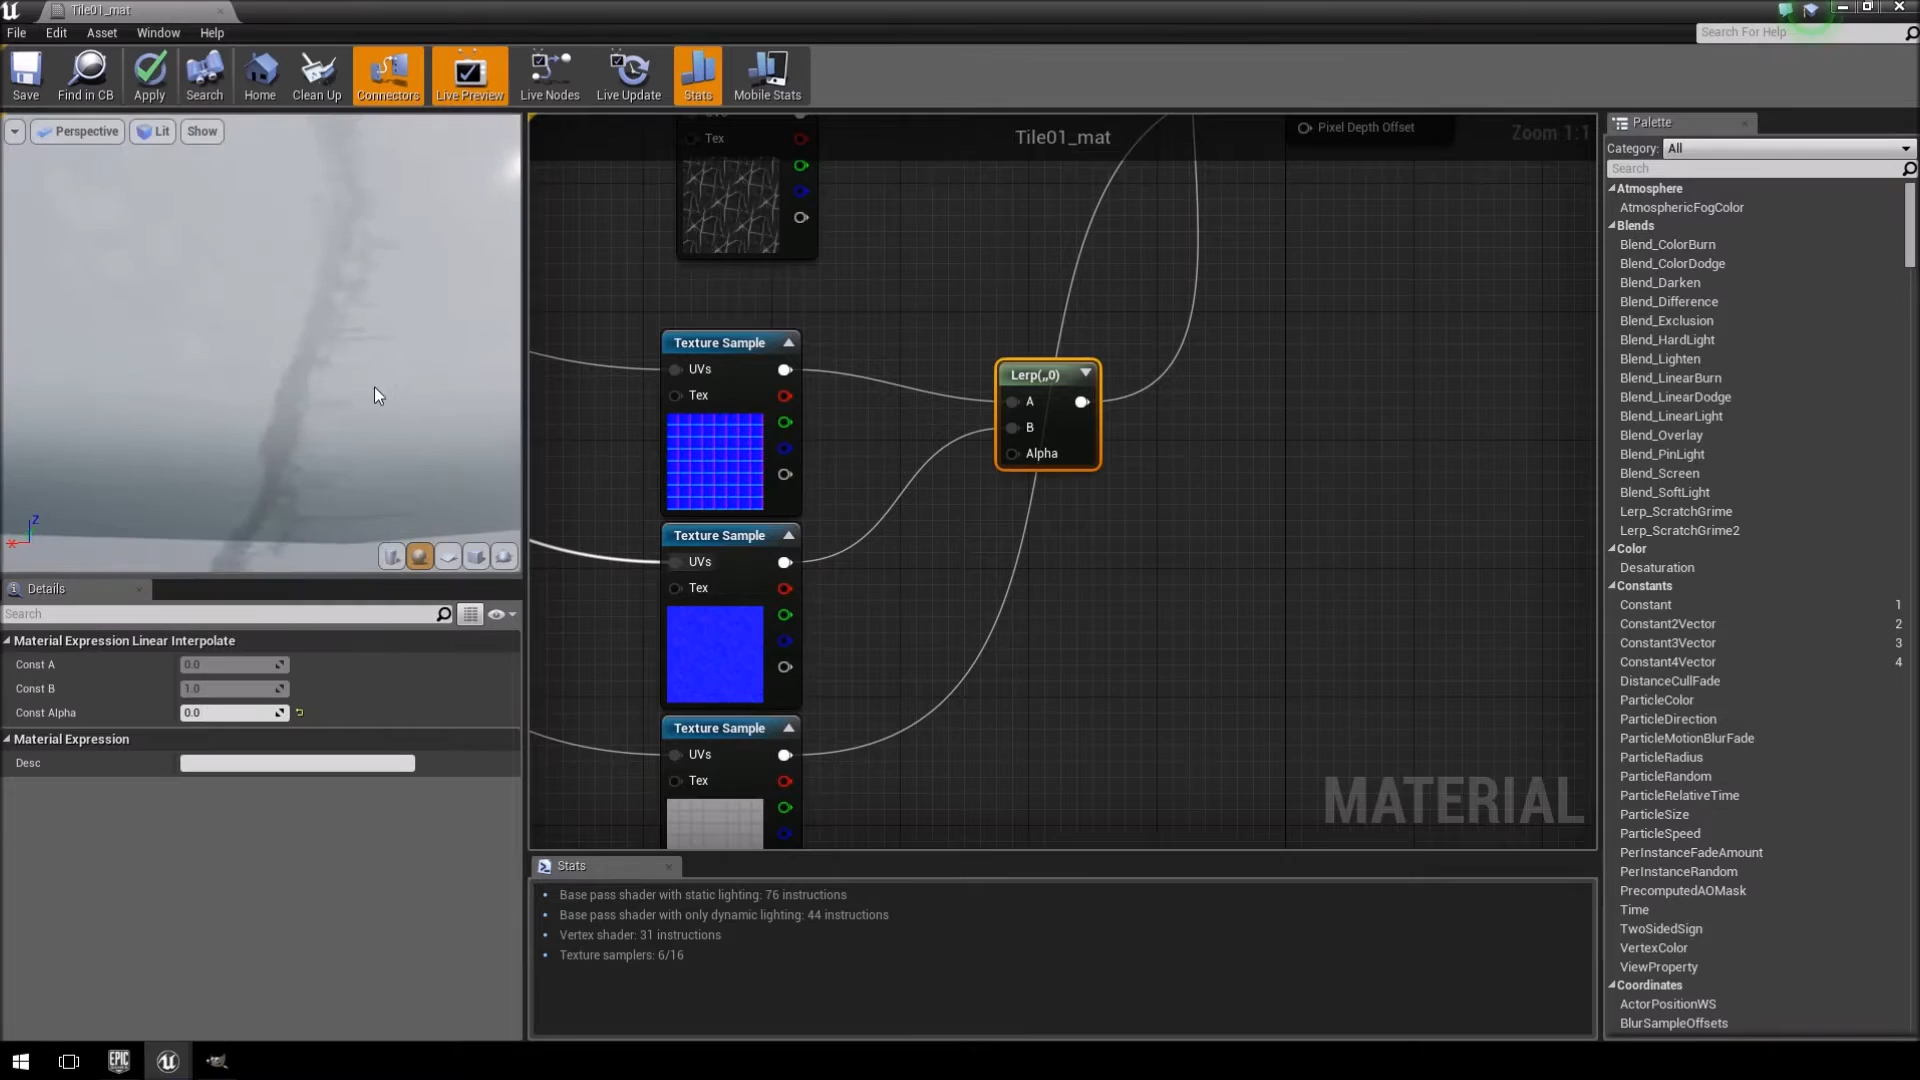 Tile01_mat
File Edit Asset Window Help
Search For Help
Save Find in CB Apply Search Home Clean Up Connectors Live Preview Live Nodes Live Update Stats Mobile Stats
Perspective Lit Show
Z
Tile01_mat
Zoom 1:1
Pixel Depth Offset
Tex
Texture Sample
UVs
Tex
Lerp(,,0)
A
B
Alpha
Texture Sample
UVs
Tex
Texture Sample
UVs
Tex
MATERIAL
Details
Search
Material Expression Linear Interpolate
Const A 0.0
Const B 1.0
Const Alpha 0.0
Material Expression
Desc
Stats
Base pass shader with static lighting: 76 instructions
Base pass shader with only dynamic lighting: 44 instructions
Vertex shader: 31 instructions
Texture samplers: 6/16
Palette
Category: All
Search
Atmosphere
AtmosphericFogColor
Blends
Blend_ColorBurn
Blend_ColorDodge
Blend_Darken
Blend_Difference
Blend_Exclusion
Blend_HardLight
Blend_Lighten
Blend_LinearBurn
Blend_LinearDodge
Blend_LinearLight
Blend_Overlay
Blend_PinLight
Blend_Screen
Blend_SoftLight
Lerp_ScratchGrime
Lerp_ScratchGrime2
Color
Desaturation
Constants
Constant 1
Constant2Vector 2
Constant3Vector 3
Constant4Vector 4
DistanceCullFade
ParticleColor
ParticleDirection
ParticleMotionBlurFade
ParticleRadius
ParticleRandom
ParticleRelativeTime
ParticleSize
ParticleSpeed
PerInstanceFadeAmount
PerInstanceRandom
PrecomputedAOMask
Time
TwoSidedSign
VertexColor
ViewProperty
Coordinates
ActorPositionWS
BlurSampleOffsets
EPIC